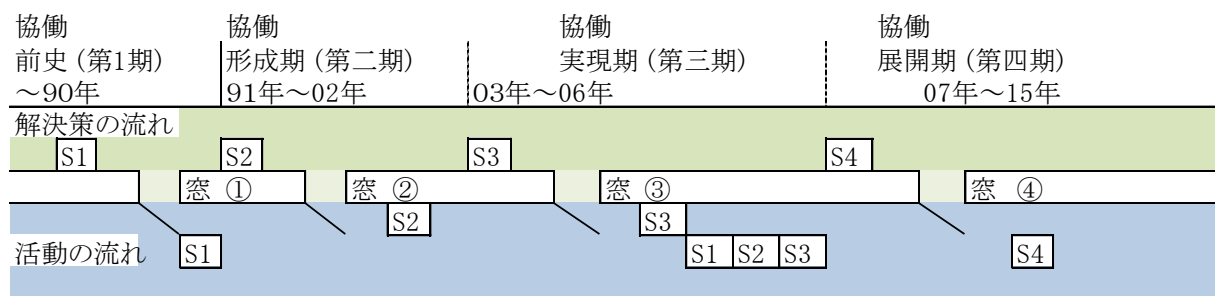 協働 協働 協働 協働
前史（第1期） 形成期（第二期） 実現期（第三期） 展開期（第四期）
～90年 91年～02年 03年～06年 07年～15年
解決策の流れ
S1 S2 S3 S4
窓 ① 窓 ② 窓 ③ 窓 ④
S2 S3
活動の流れ S1 S1 S2 S3 S4